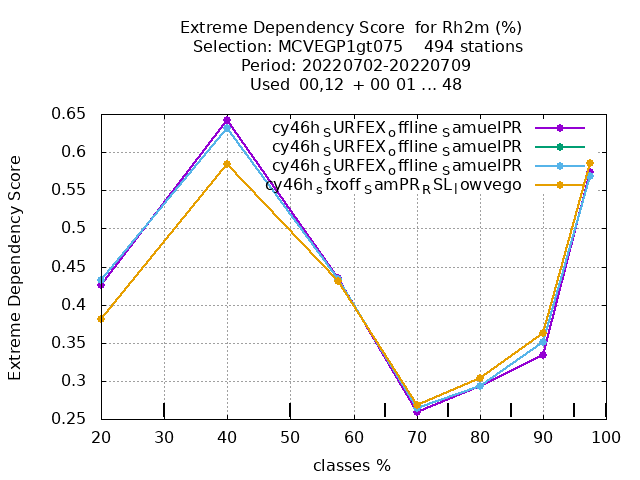 Extreme Dependency Score  for Rh2m (%)
Selection: MCVEGP1gt075    494 stations
Period: 20220702-20220709
Used  00,12  + 00 01 ... 48
cy46h_SURFEX_offline_SamuelPR
cy46h_SURFEX_offline_SamuelPR
cy46h_SURFEX_offline_SamuelPR
cy46h_sfxoff_SamPR_RSL_lowvego
0.65
0.6
0.55
0.5
0.45
0.4
0.35
0.3
0.25
Extreme Dependency Score
20 30 40 50 60 70 80 90 100
classes %